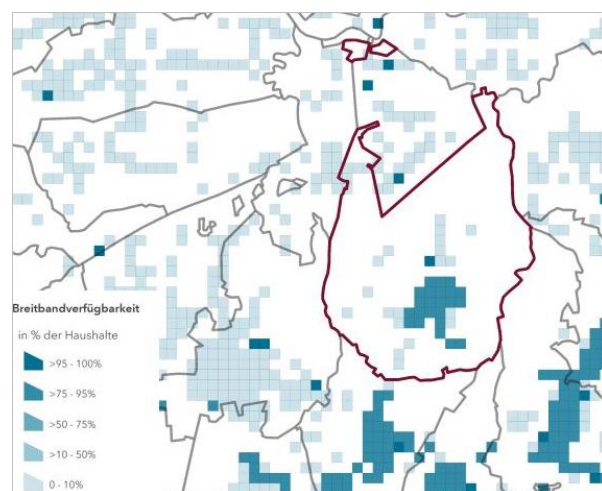 Breitbandverfügbarkeit
in % der Haushalte
>95 - 100%
>75 - 95%
>50 - 75%
>10 - 50%
0 - 10%